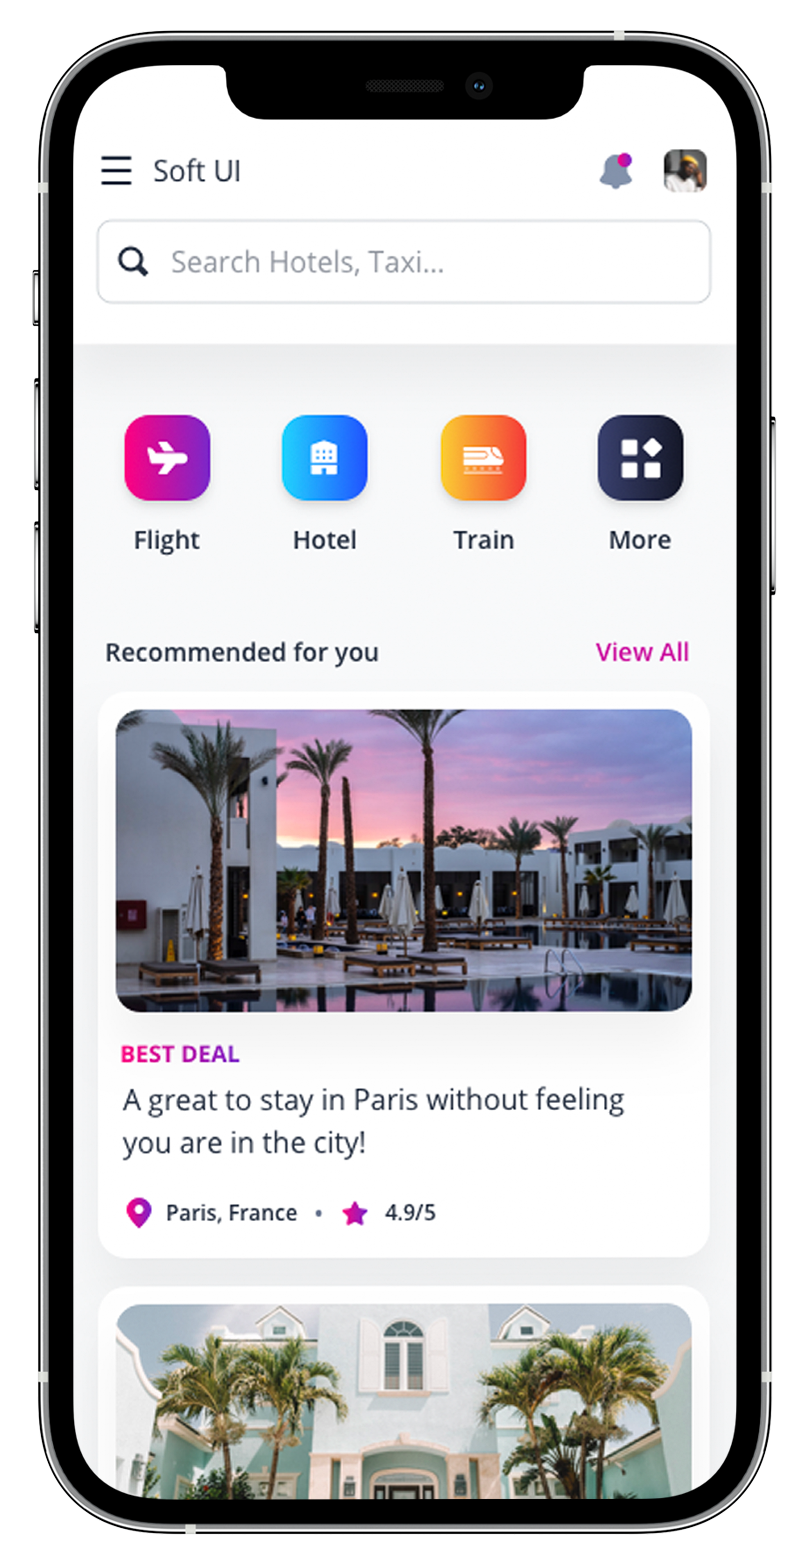 Soft UI
Search Hotels, Taxi...
Flight Hotel Train More
Recommended for you View All
BEST DEAL
A great to stay in Paris without feeling
you are in the city!
Paris, France • 4.9/5